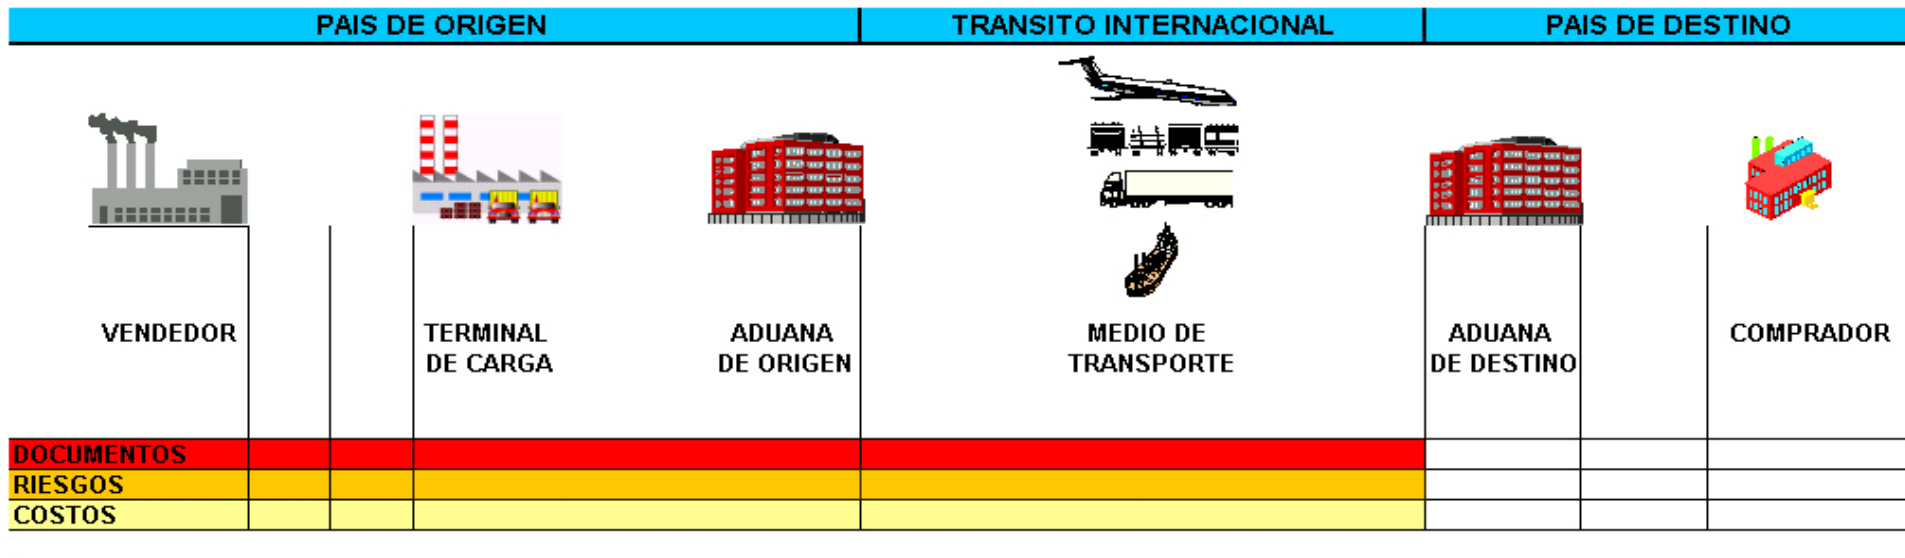 PAIS DE ORIGEN
TRANSITO INTERNACIONAL
PAIS DE DESTINO
VENDEDOR
TERMINAL
DE CARGA
ADUANA
DE ORIGEN
MEDIO DE
TRANSPORTE
ADUANA
DE DESTINO
COMPRADOR
DOCUMENTOS
RIESGOS
COSTOS